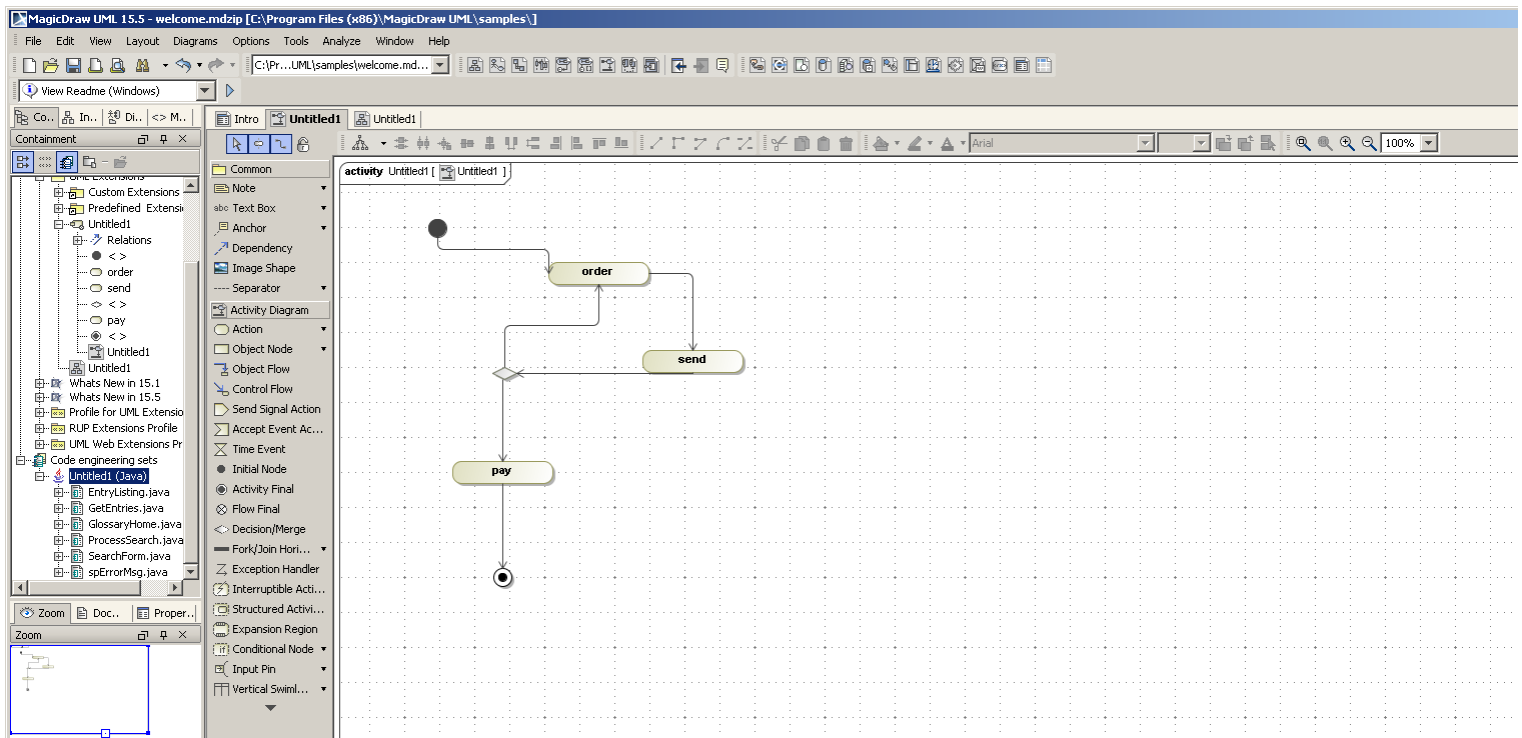 MagicDraw UML 15.5 - welcome.mdzip [C:\Program Files (x86)\MagicDraw UML\samples\]
File Edit View Layout Diagrams Options Tools Analyze Window Help
C:\Pr...UML\samples\welcome.md...
View Readme (Windows)
Co.. In.. Di.. <> M..
Intro Untitled1 Untitled1
Containment
Arial 100%
UML Extensions
Custom Extensions
Predefined Extensi
Untitled1
Relations
< >
order
send
< >
pay
< >
Untitled1
Untitled1
Whats New in 15.1
Whats New in 15.5
Profile for UML Extensio
RUP Extensions Profile
UML Web Extensions Pr
Code engineering sets
Untitled1 (Java)
EntryListing.java
GetEntries.java
GlossaryHome.java
ProcessSearch.java
SearchForm.java
spErrorMsg.java
Zoom Doc.. Proper..
Zoom
Common
Note
abc Text Box
Anchor
Dependency
Image Shape
---- Separator
Activity Diagram
Action
Object Node
Object Flow
Control Flow
Send Signal Action
Accept Event Ac...
Time Event
Initial Node
Activity Final
Flow Final
Decision/Merge
Fork/Join Hori...
Exception Handler
Interruptible Acti...
Structured Activi...
Expansion Region
if Conditional Node
Input Pin
Vertical Swiml...
activity Untitled1 [ Untitled1 ]
order
send
pay